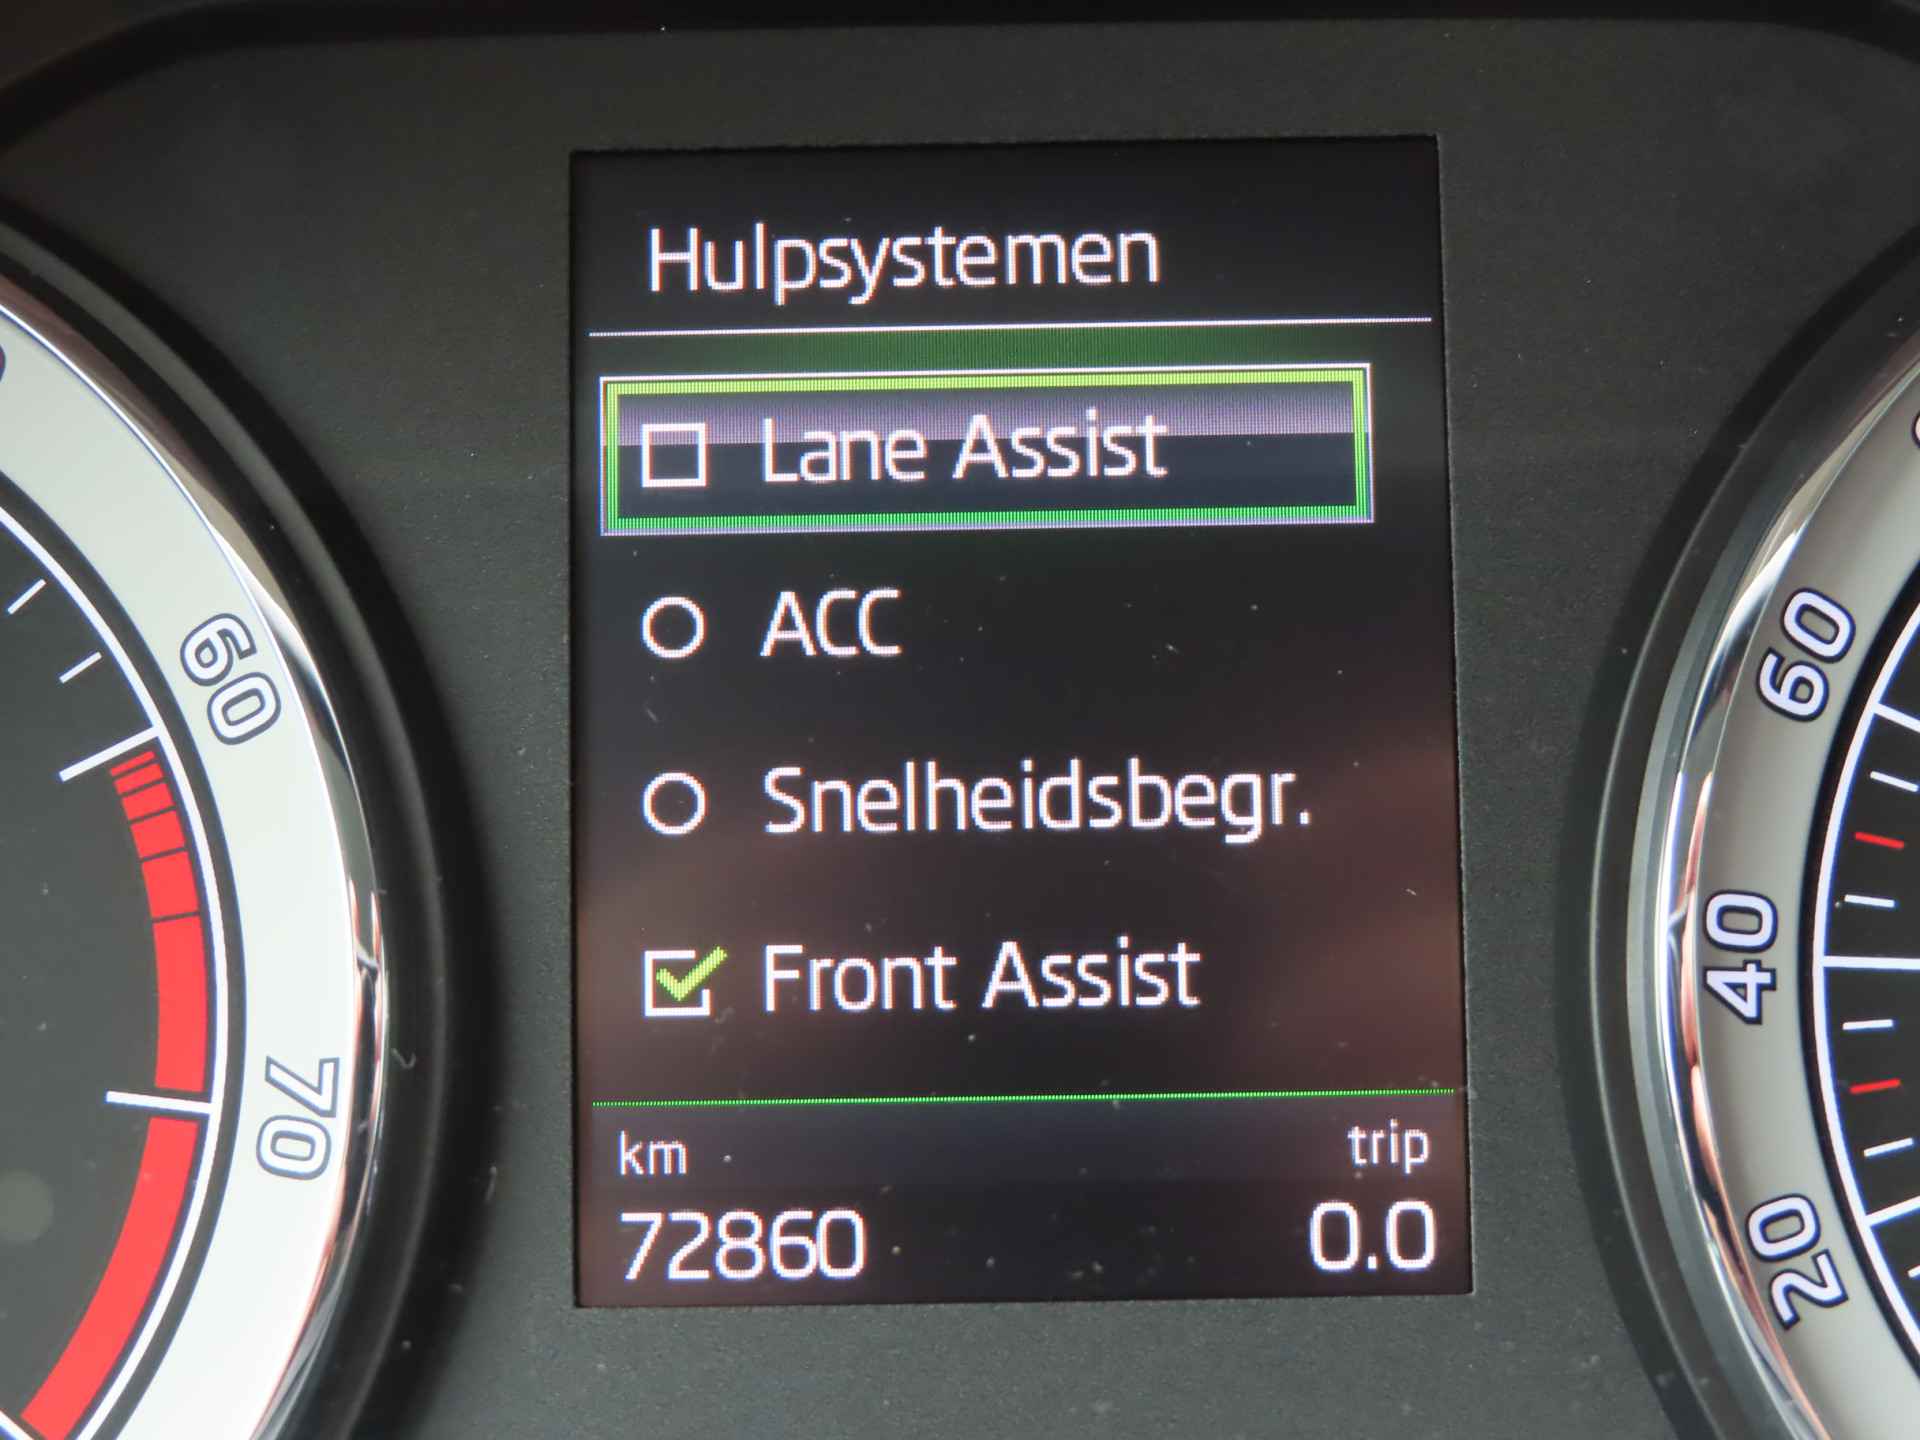 Hulpsystemen
Lane Assist
ACC
Snelheidsbegr.
Front Assist
km trip
72860 0.0
60
70
60
40
20